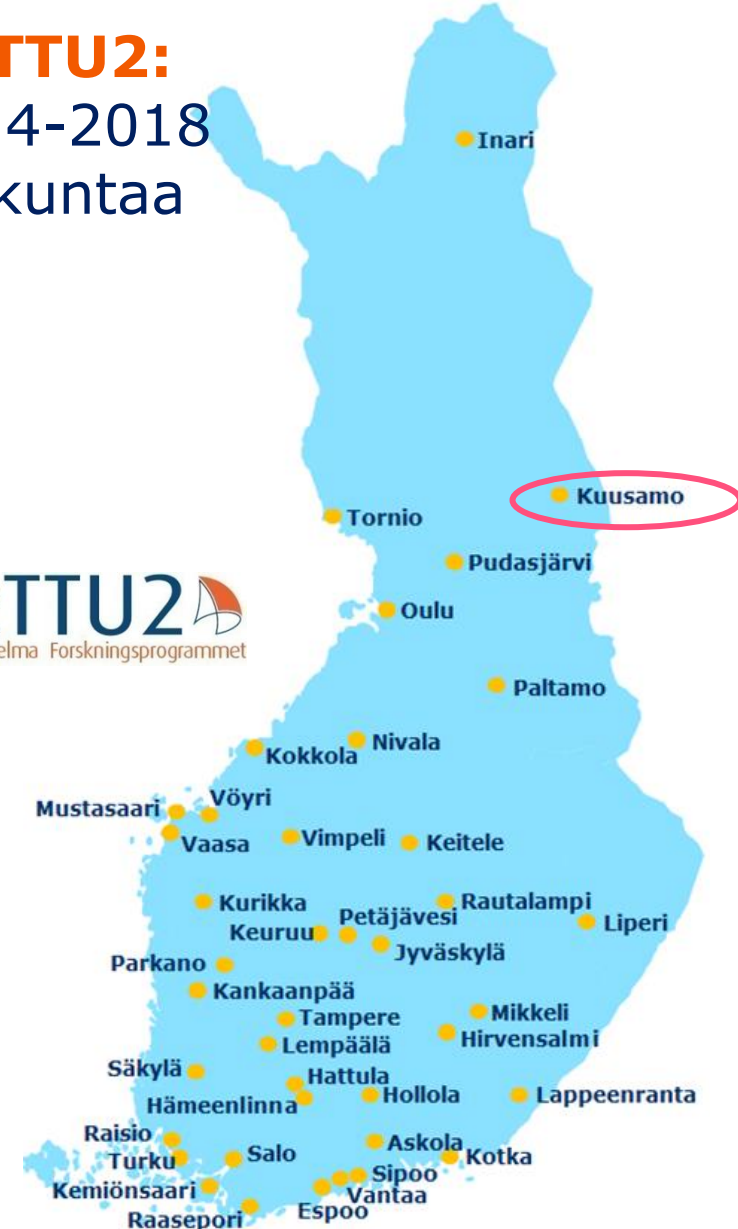 TTU2:
4-2018
kuntaa
Inari
Kuusamo
Tornio
Pudasjärvi
Oulu
TTU2
elma Forskningsprogrammet
Paltamo
Nivala
Kokkola
Vöyri
Mustasaari
Vaasa
Vimpeli
Keitele
Kurikka
Rautalampi
Petäjävesi
Liperi
Keuruu
Jyväskylä
Parkano
Kankaanpää
Mikkeli
Tampere
Hirvensalmi
Lempäälä
Säkylä
Hattula
Hollola
Lappeenranta
Hämeenlinna
Raisio
Askola
Turku
Salo
Kotka
Sipoo
Kemiönsaari
Vantaa
Espoo
Raasepori